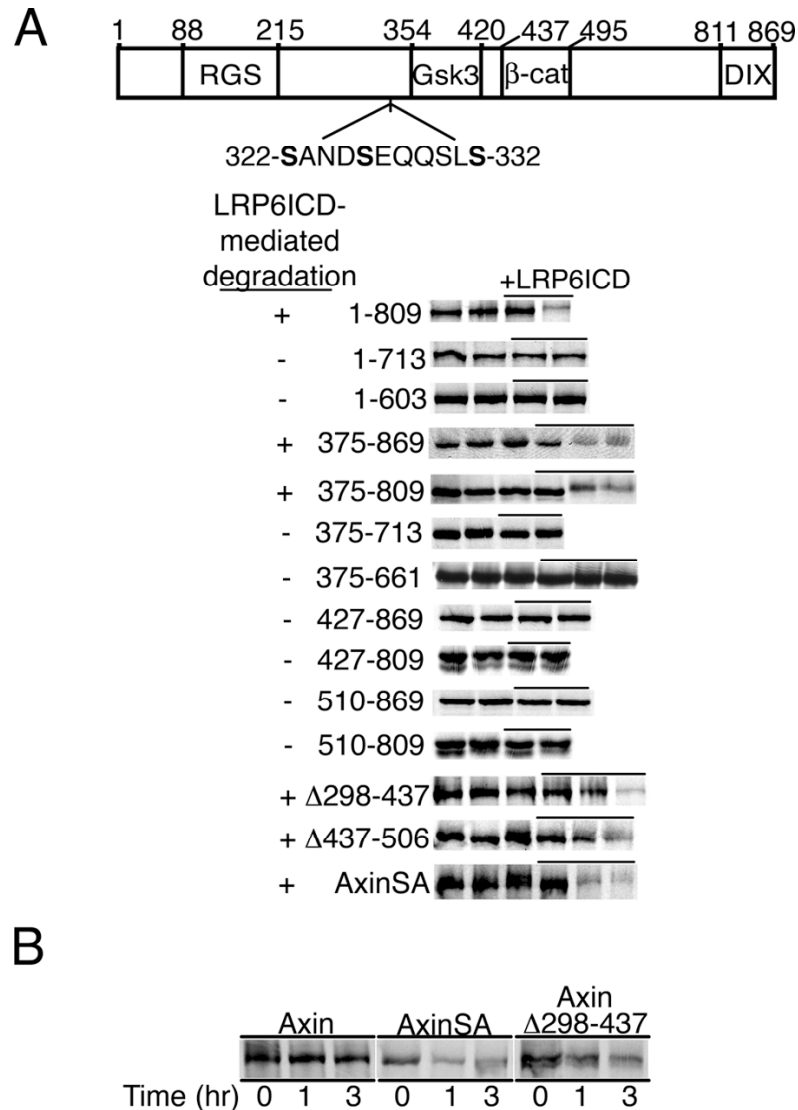 A
1 88 215 354 420 437 495 811 869
RGS Gsk3 β-cat DIX
322-SANDSEQQSLS-332
LRP6ICD-
mediated
degradation
+LRP6ICD
+ 1-809
- 1-713
- 1-603
+ 375-869
+ 375-809
- 375-713
- 375-661
- 427-869
- 427-809
- 510-869
- 510-809
+ Δ298-437
+ Δ437-506
+ AxinSA
B
Axin AxinSA Axin
Δ298-437
Time (hr) 0 1 3 0 1 3 0 1 3